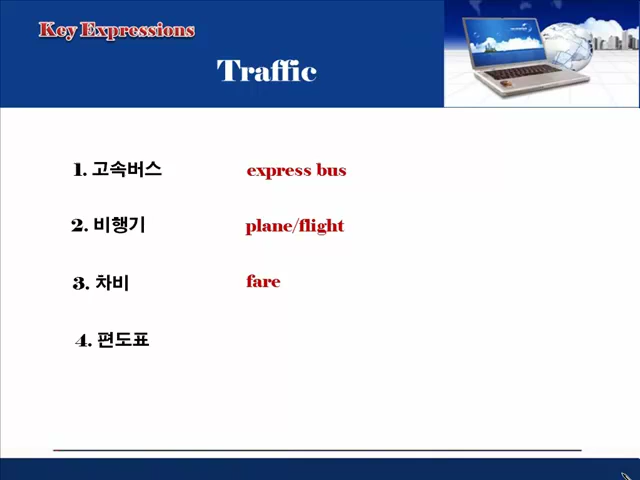 Key Expressions
Traffic
1. 고속버스 express bus
2. 비행기 plane/flight
3. 차비 fare
4. 편도표